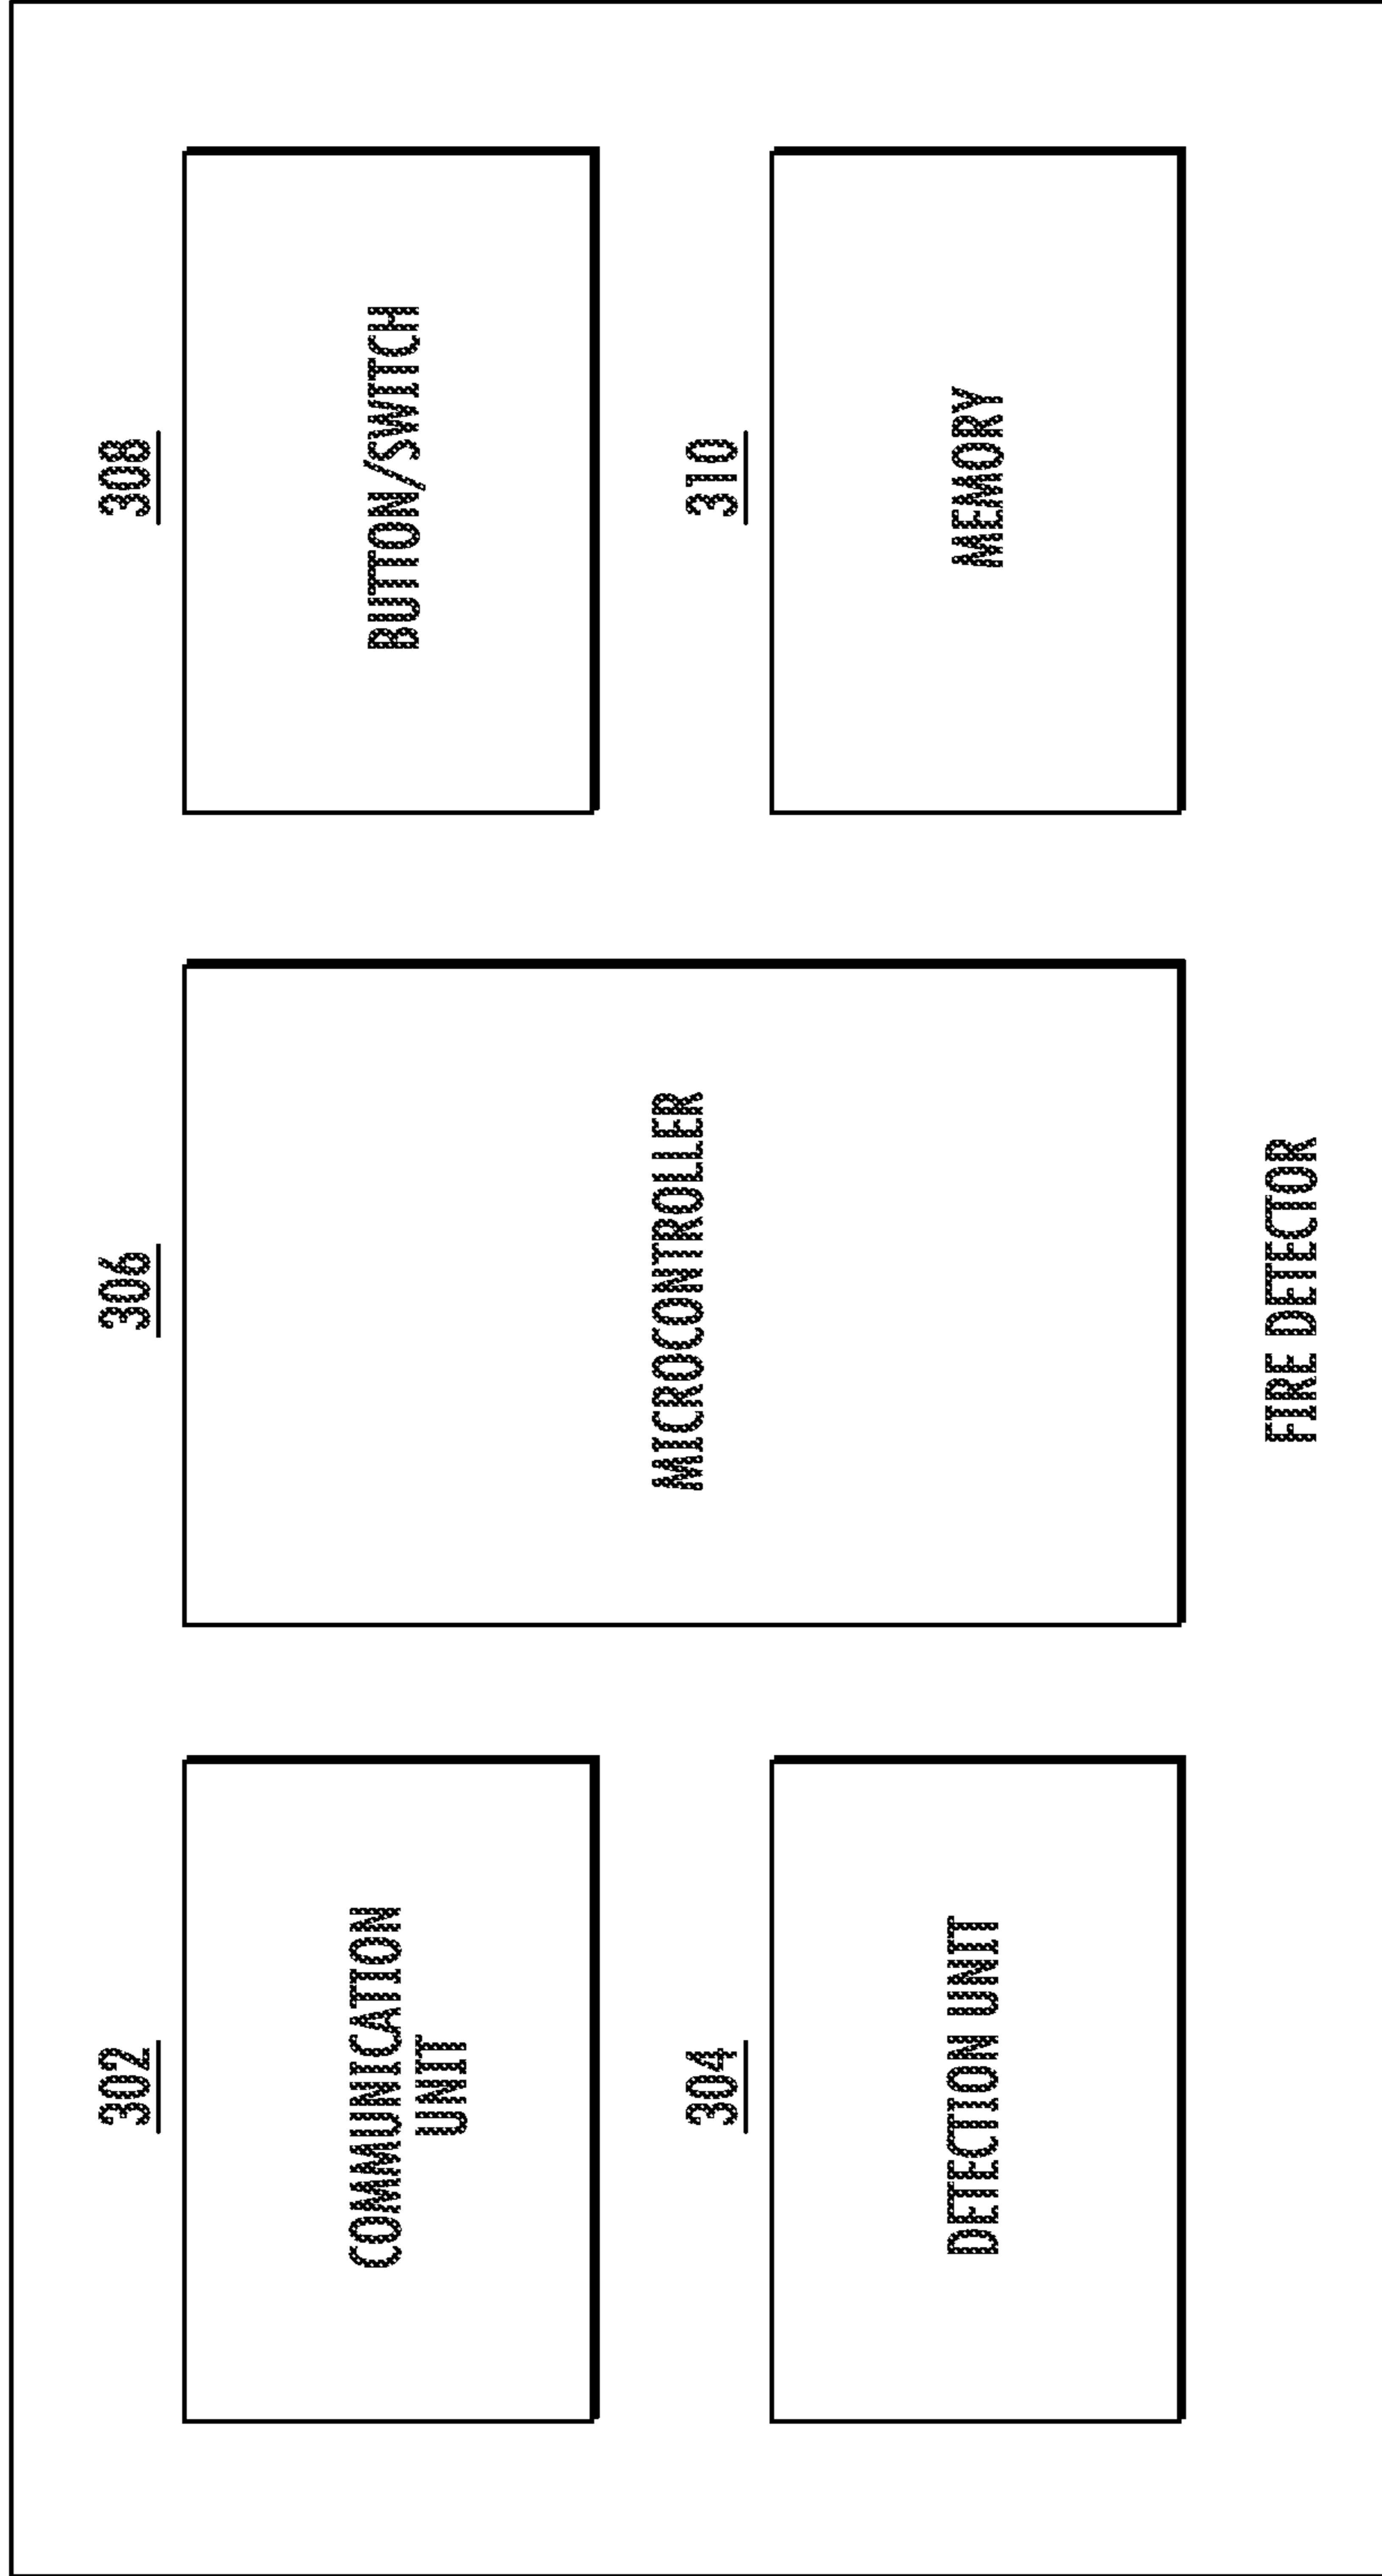 302
COMMUNICATION
UNIT
304
DETECTION UNIT
306
MICROCONTROLLER
308
BUTTON/SWITCH
310
MEMORY
FIRE DETECTOR